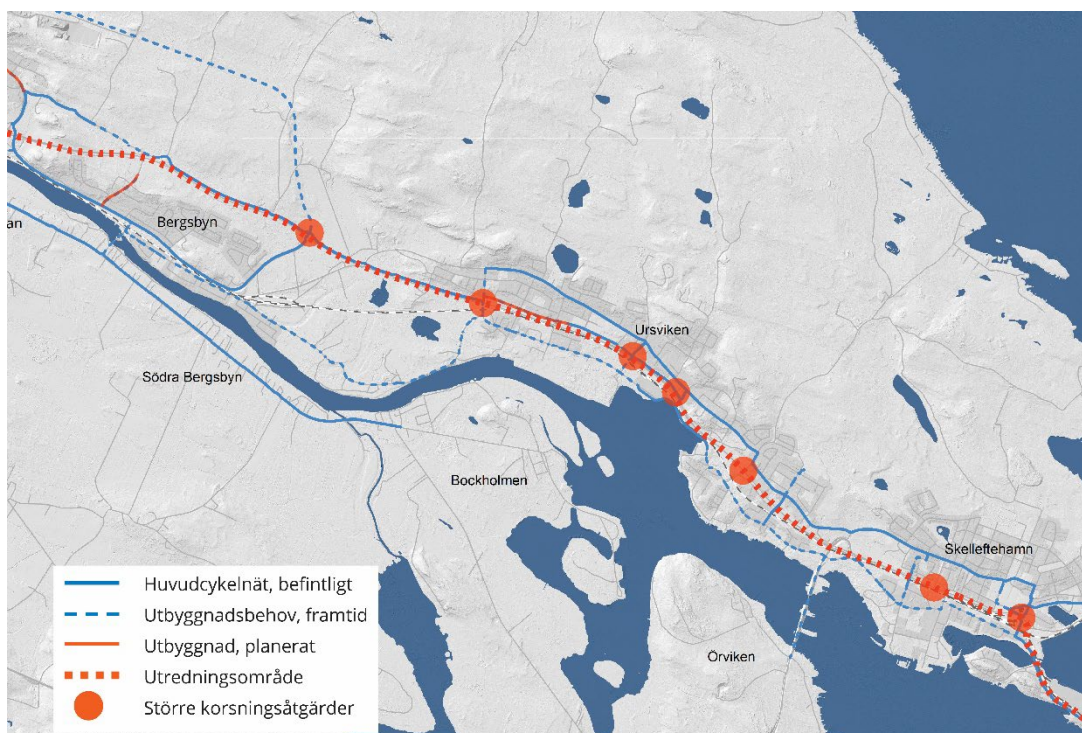 Bergsbyn
an
Ursviken
Södra Bergsbyn
Bockholmen
Skelleftehamn
Örviken
Huvudcykelnät, befintligt
Utbyggnadsbehov, framtid
Utbyggnad, planerat
Utredningsområde
Större korsningsåtgärder